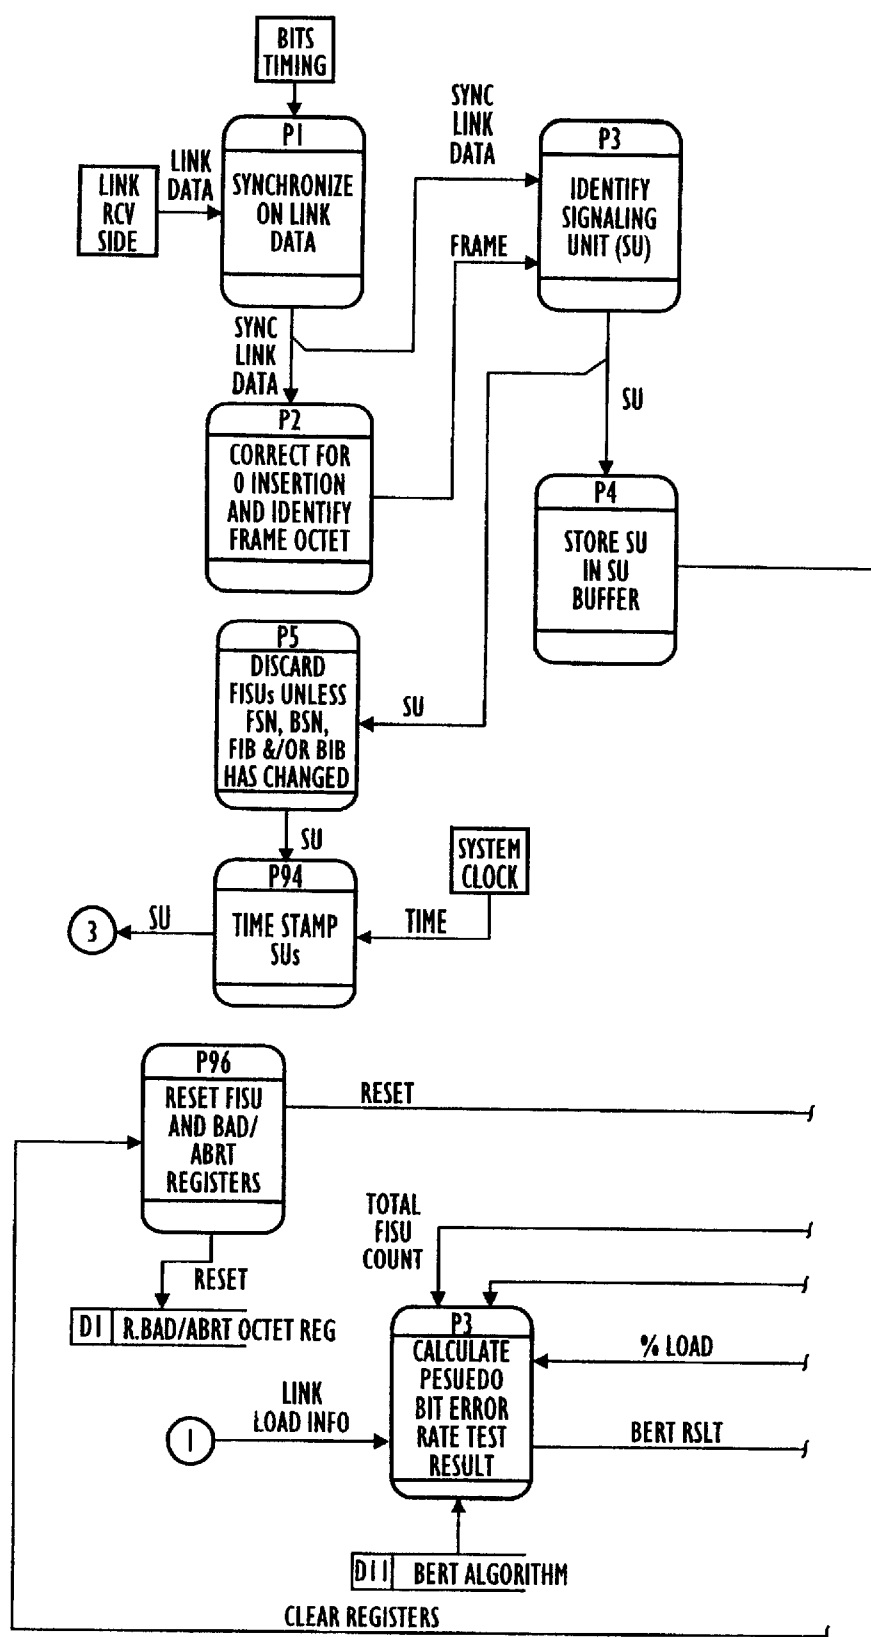 BITS
TIMING
P1
SYNCHRONIZE
ON LINK
DATA
LINK
RCV
SIDE
LINK
DATA
SYNC
LINK
DATA
P3
IDENTIFY
SIGNALING
UNIT (SU)
FRAME
SYNC
LINK
DATA
P2
CORRECT FOR
0 INSERTION
AND IDENTIFY
FRAME OCTET
SU
P4
STORE SU
IN SU
BUFFER
P5
DISCARD
FISUs UNLESS
FSN, BSN,
FIB &/OR BIB
HAS CHANGED
SU
SU
P94
TIME STAMP
SUs
SYSTEM
CLOCK
TIME
SU
3
P96
RESET FISU
AND BAD/
ABRT
REGISTERS
RESET
RESET
D1 R.BAD/ABRT OCTET REG
TOTAL
FISU
COUNT
P3
CALCULATE
PESUEDO
BIT ERROR
RATE TEST
RESULT
% LOAD
BERT RSLT
LINK
LOAD INFO
1
D11 BERT ALGORITHM
CLEAR REGISTERS